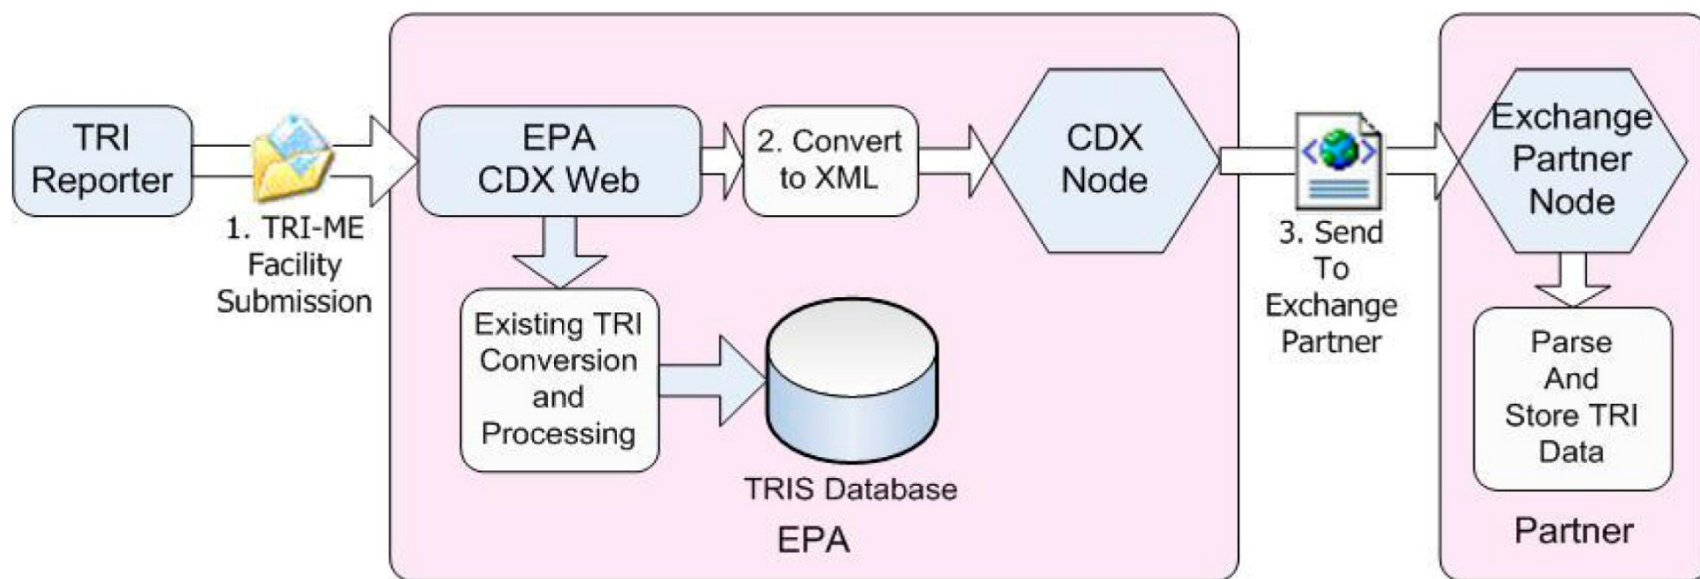 TRI
Reporter
1. TRI-ME
Facility
Submission
EPA
CDX Web
2. Convert
to XML
CDX
Node
3. Send
To
Exchange
Partner
Exchange
Partner
Node
Existing TRI
Conversion
and
Processing
TRIS Database
EPA
Parse
And
Store TRI
Data
Partner